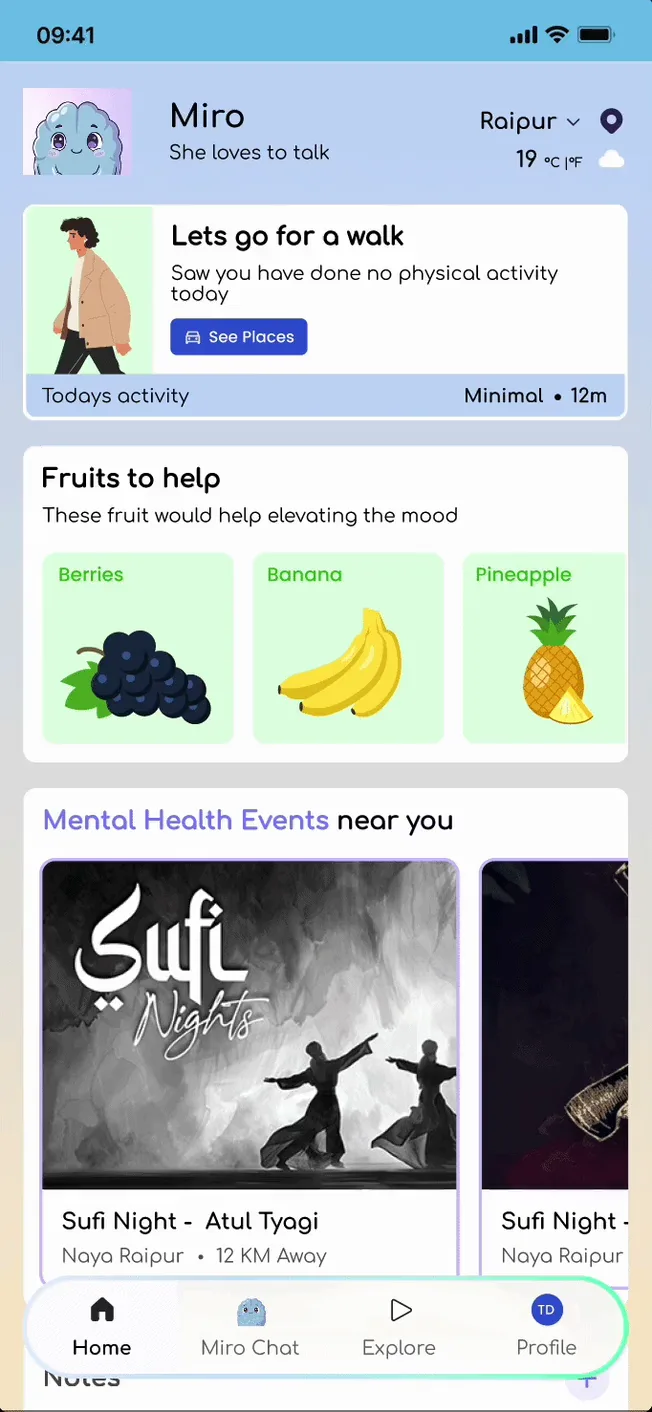 09:41
Miro
She loves to talk
Raipur
19 °C |°F
Lets go for a walk
Saw you have done no physical activity
today
See Places
Todays activity
Minimal • 12m
Fruits to help
These fruit would help elevating the mood
Berries
Banana
Pineapple
Mental Health Events near you
Sufi
Nights
Sufi Night - Atul Tyagi
Naya Raipur • 12 KM Away
Sufi Night -
Naya Raipur
TD
Home
Miro Chat
Explore
Profile
Notes